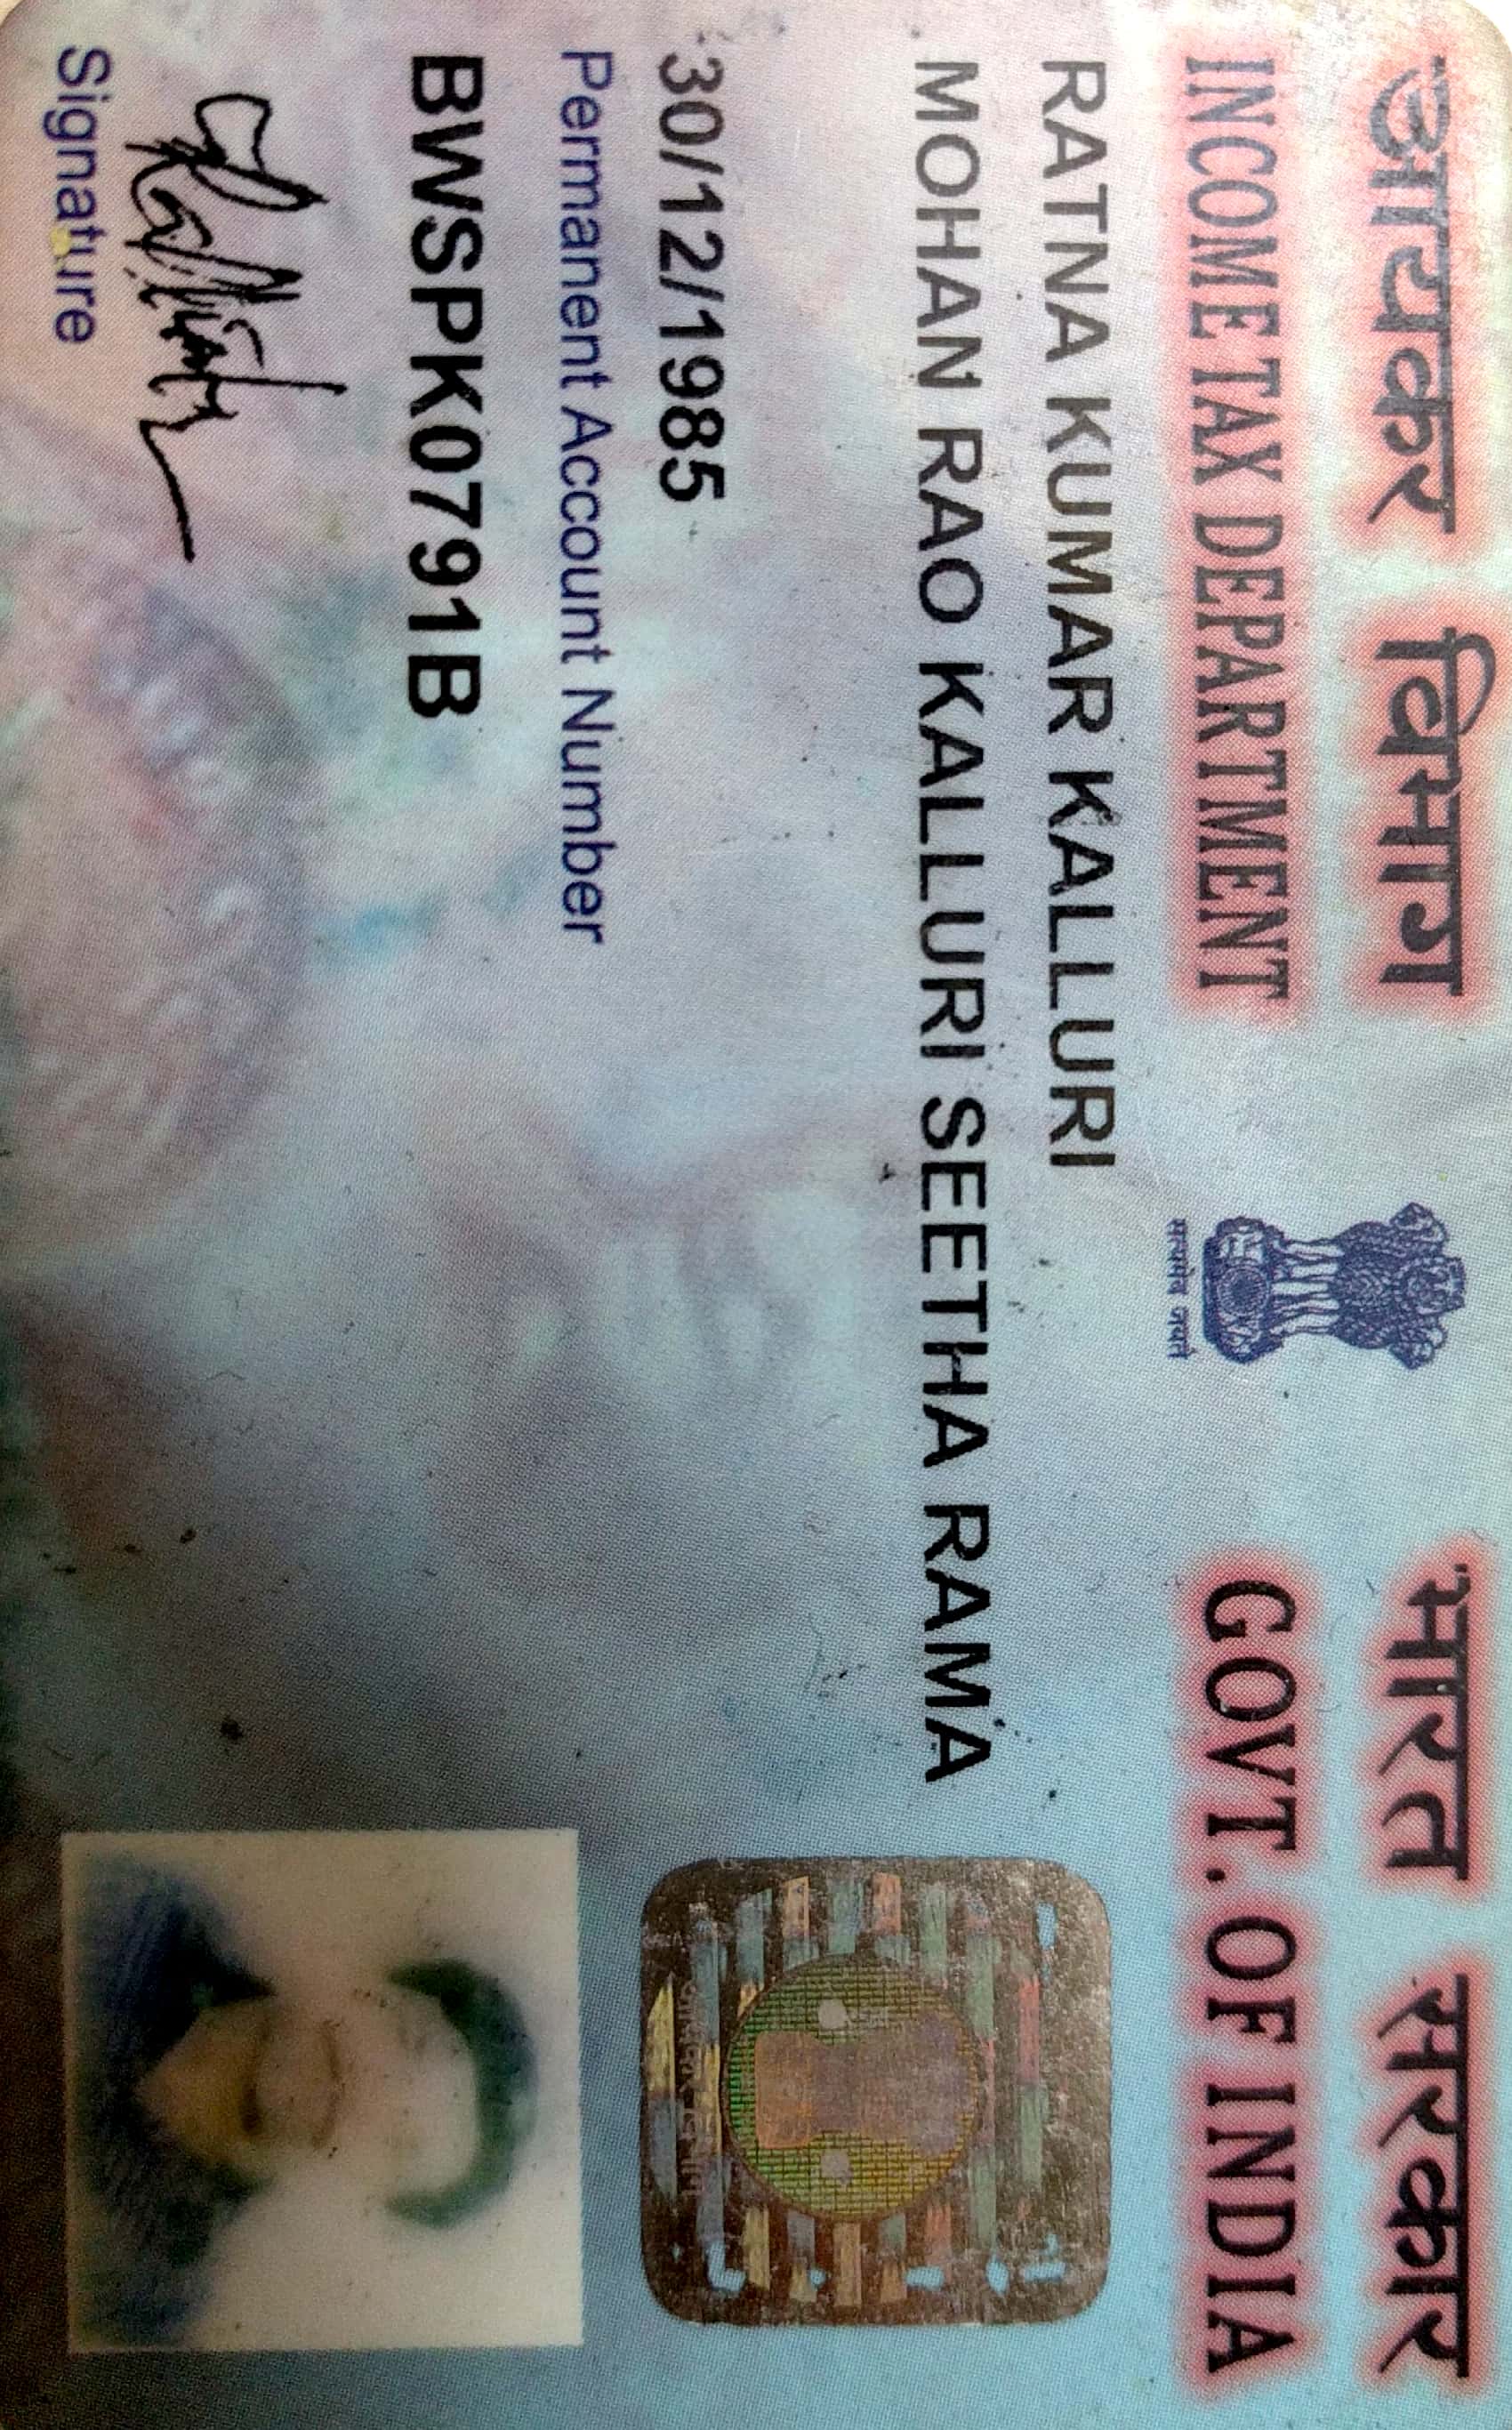 आयकर विभाग
INCOME TAX DEPARTMENT
सत्यमेव जयते
भारत सरकार
GOVT. OF INDIA
RATNA KUMAR KALLURI
MOHAN RAO KALLURI SEETHA RAMA
30/12/1985
Permanent Account Number
BWSPK0791B
Signature